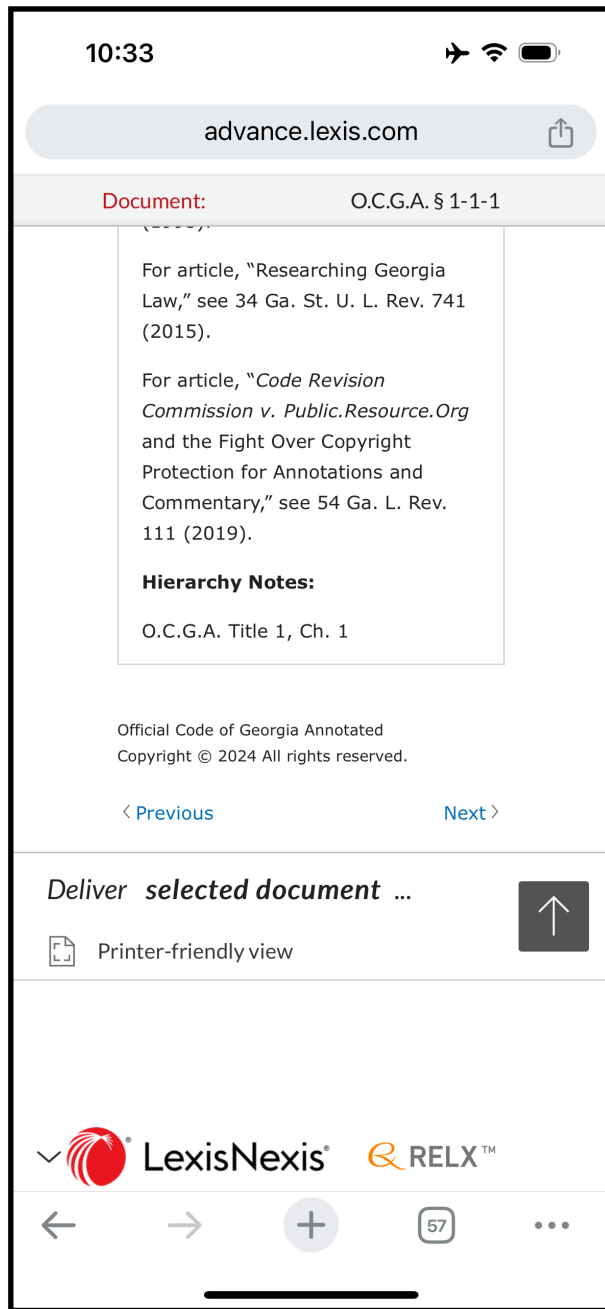 10:33
advance.lexis.com
Document: O.C.G.A. § 1-1-1
For article, “Researching Georgia
Law,” see 34 Ga. St. U. L. Rev. 741
(2015).
For article, “Code Revision
Commission v. Public.Resource.Org
and the Fight Over Copyright
Protection for Annotations and
Commentary,” see 54 Ga. L. Rev.
111 (2019).
Hierarchy Notes:
O.C.G.A. Title 1, Ch. 1
Official Code of Georgia Annotated
Copyright © 2024 All rights reserved.
Previous Next
Deliver selected document ...
Printer-friendly view
LexisNexis® RELX™
57